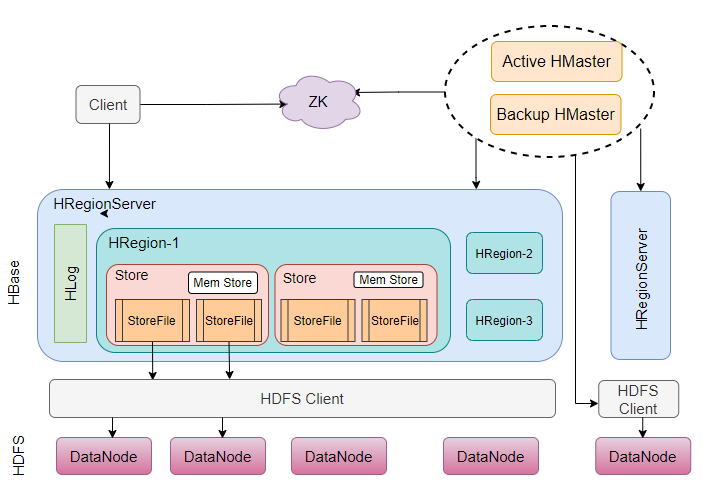 Active HMaster
Backup HMaster
Client
ZK
HBase
HRegionServer
HLog
HRegion-1
Store
Mem Store
StoreFile
StoreFile
Store
Mem Store
StoreFile
StoreFile
HRegion-2
HRegion-3
HRegionServer
HDFS Client
HDFS
Client
HDFS
DataNode
DataNode
DataNode
DataNode
DataNode